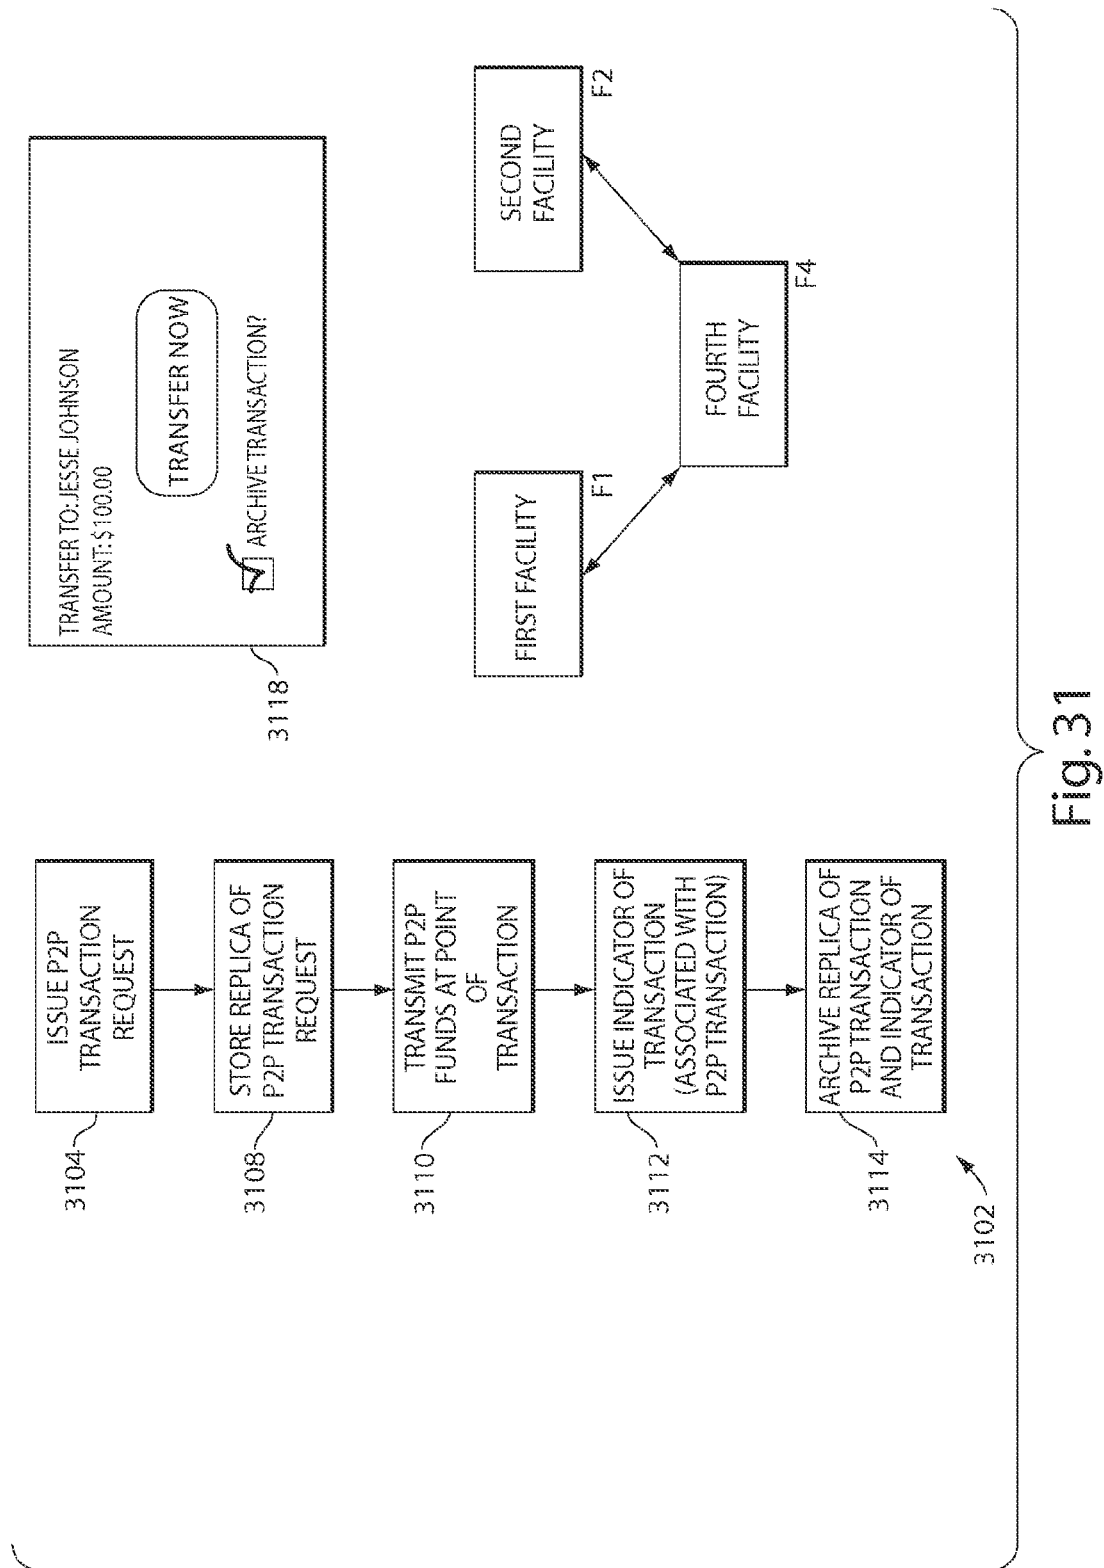 3104
ISSUE P2P
TRANSACTION
REQUEST
3108
STORE REPLICA OF
P2P TRANSACTION
REQUEST
3110
TRANSMIT P2P
FUNDS AT POINT
OF
TRANSACTION
3112
ISSUE INDICATOR OF
TRANSACTION
(ASSOCIATED WITH
P2P TRANSACTION)
3114
ARCHIVE REPLICA OF
P2P TRANSACTION
AND INDICATOR OF
TRANSACTION
3102
TRANSFER TO: JESSE JOHNSON
AMOUNT: $100.00
TRANSFER NOW
ARCHIVE TRANSACTION?
3118
FIRST FACILITY
F1
SECOND
FACILITY
F2
FOURTH
FACILITY
F4
Fig. 31